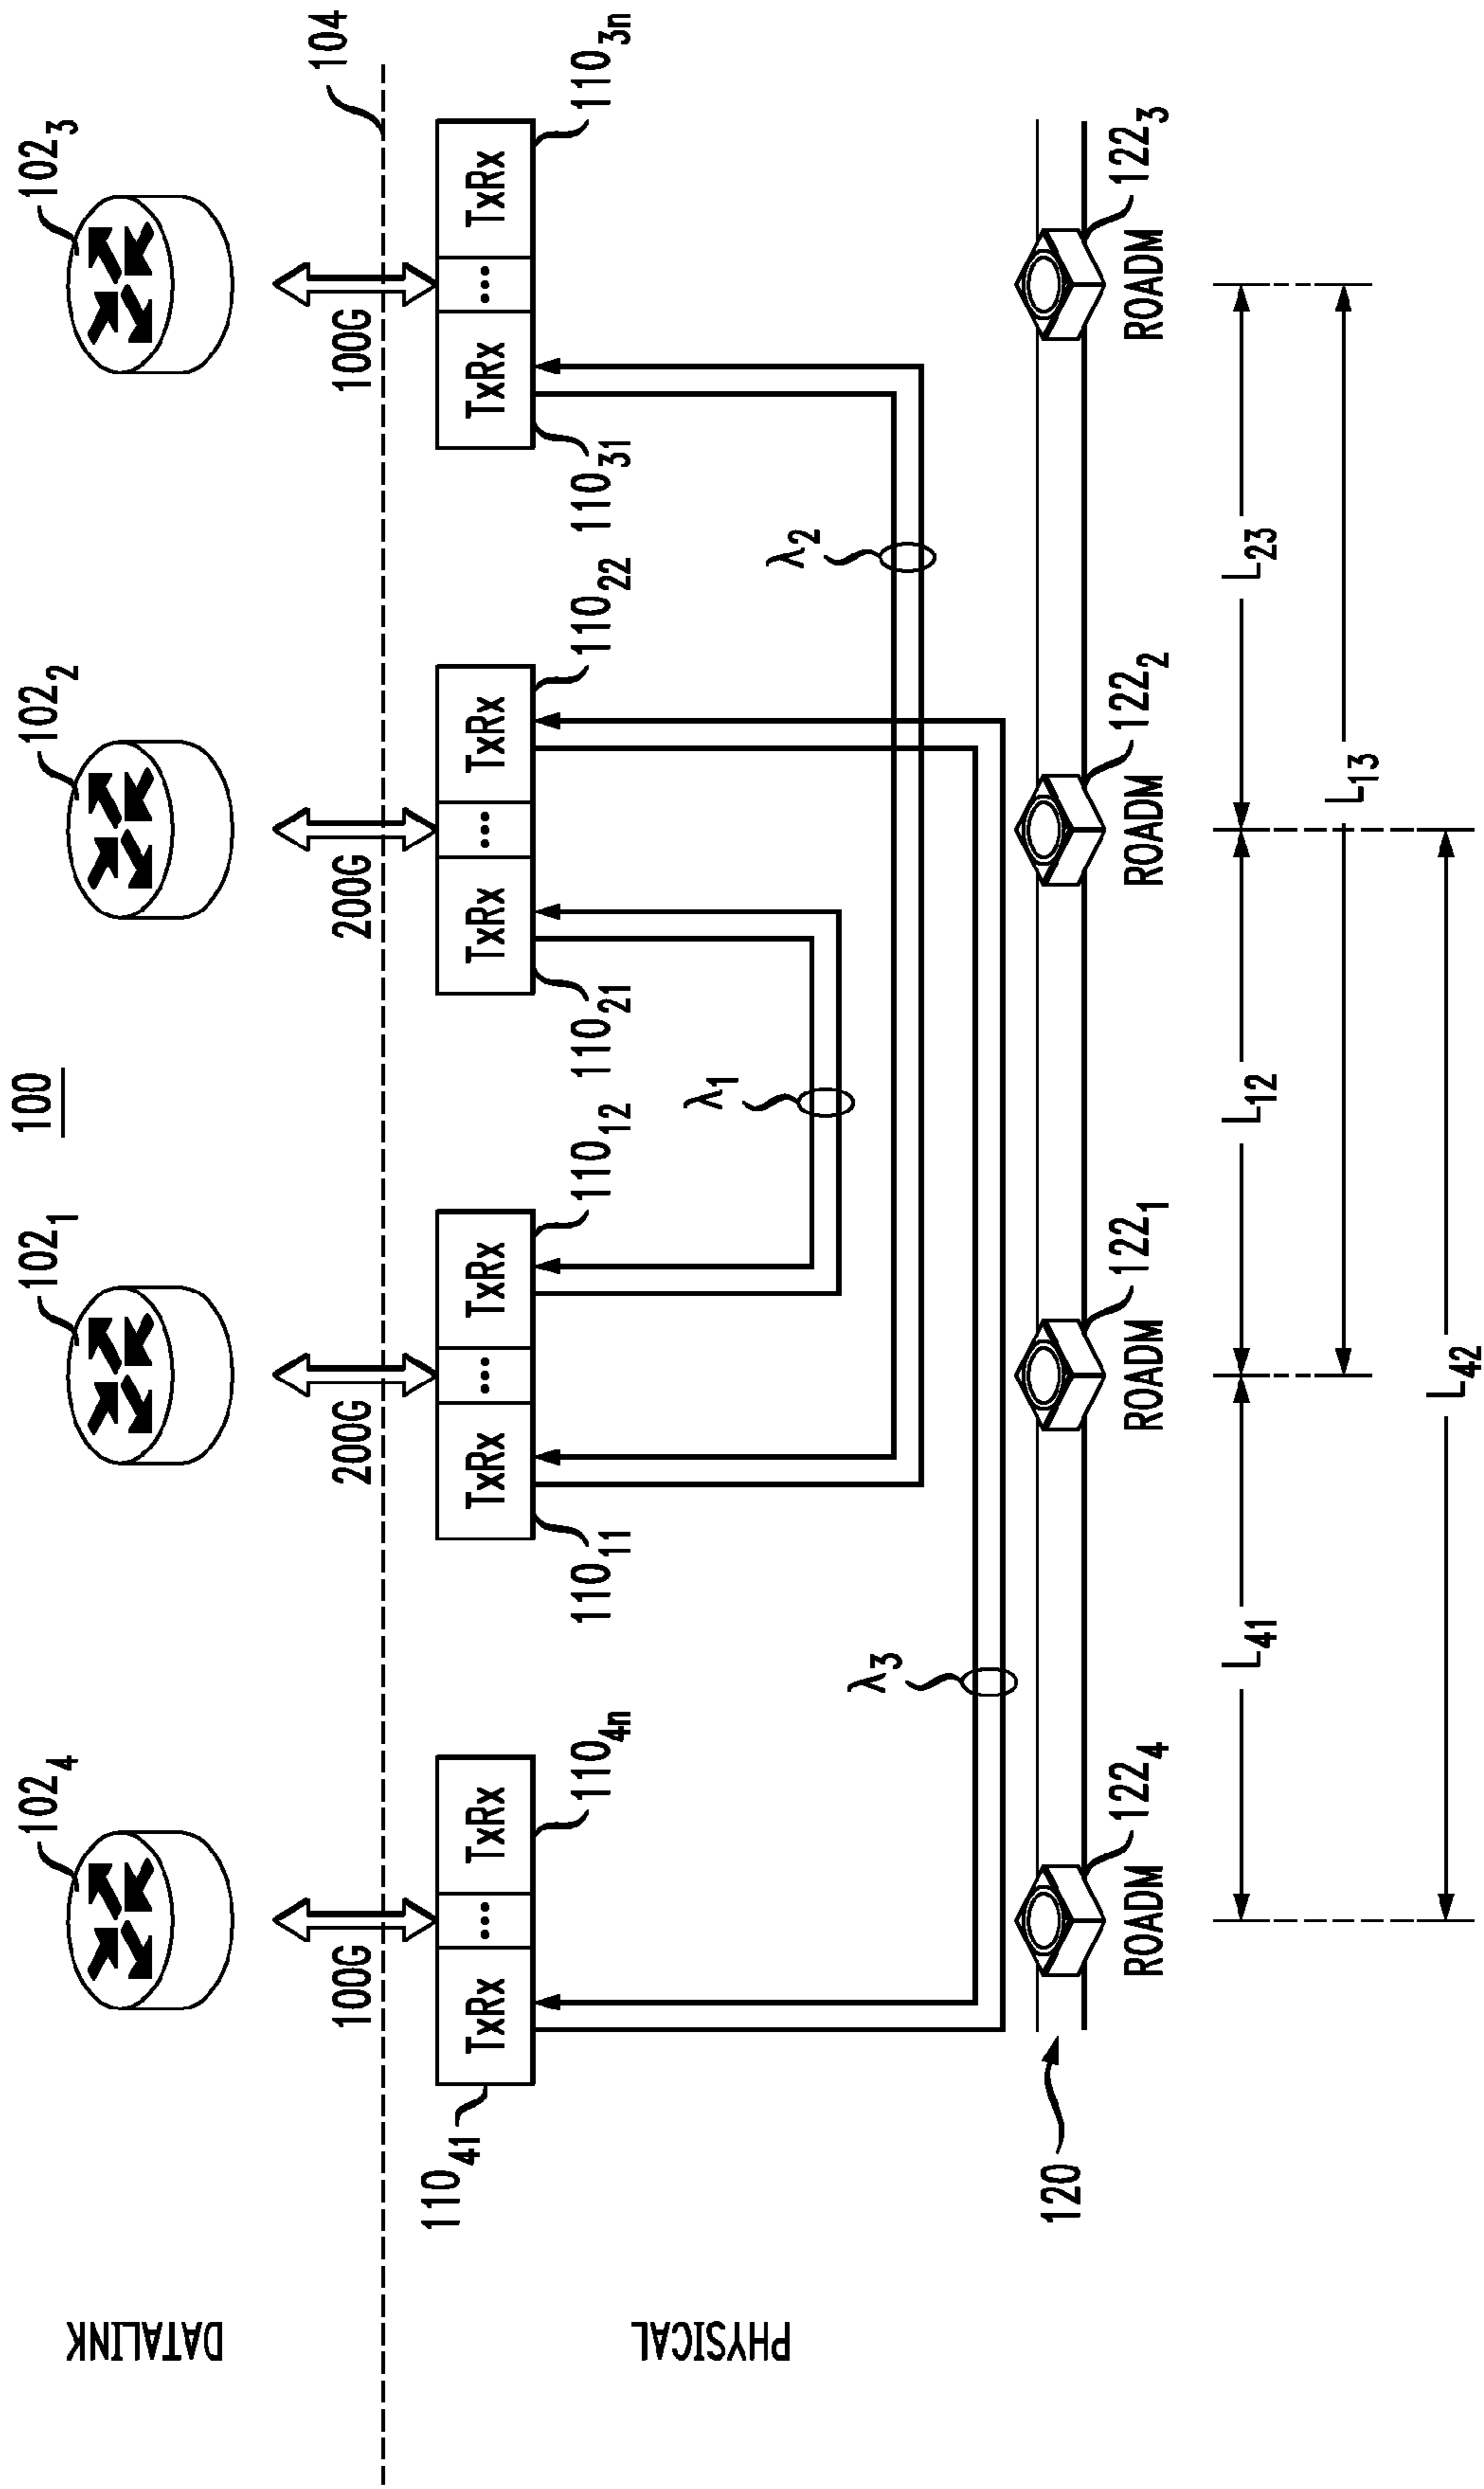 100
DATALINK
102₄
102₁
102₂
102₃
104
100G
200G
200G
100G
PHYSICAL
TxRx ... TxRx
TxRx ... TxRx
TxRx ... TxRx
TxRx ... TxRx
110₄₁
110₄ₙ
110₁₁
110₁₂
110₂₁
110₂₂
110₃₁
110₃ₙ
λ₁
λ₂
λ₃
120
ROADM
122₄
ROADM
122₁
ROADM
122₂
ROADM
122₃
L₄₁
L₁₂
L₂₃
L₁₃
L₄₂